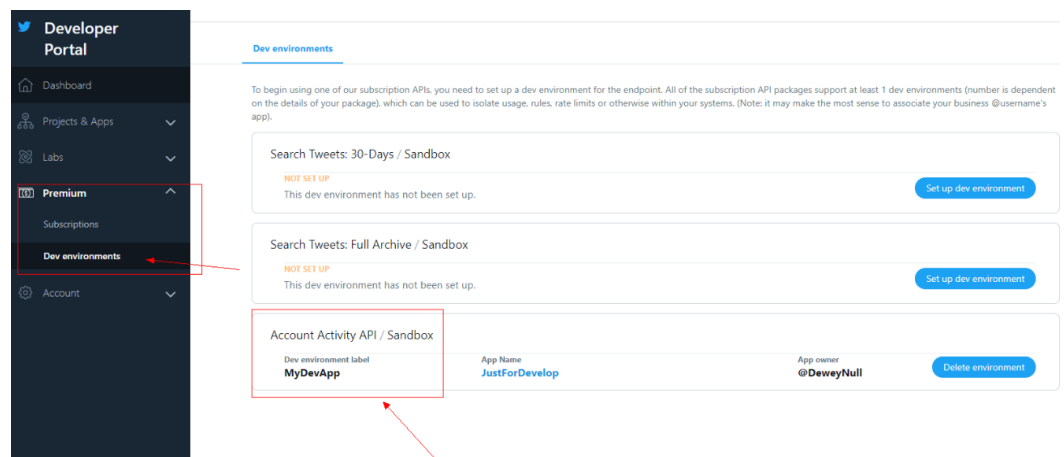 Developer
Portal
Dashboard
Projects & Apps
Labs
Premium
Subscriptions
Dev environments
Account
Dev environments
To begin using one of our subscription APIs, you need to set up a dev environment for the endpoint. All of the subscription API packages support at least 1 dev environments (number is dependent
on the details of your package), which can be used to isolate usage, rules, rate limits or otherwise within your systems. (Note: it may make the most sense to associate your business @username's
app).
Search Tweets: 30-Days / Sandbox
NOT SET UP
This dev environment has not been set up.
Set up dev environment
Search Tweets: Full Archive / Sandbox
NOT SET UP
This dev environment has not been set up.
Set up dev environment
Account Activity API / Sandbox
Dev environment label App Name App owner
MyDevApp JustForDevelop @DeweyNull
Delete environment